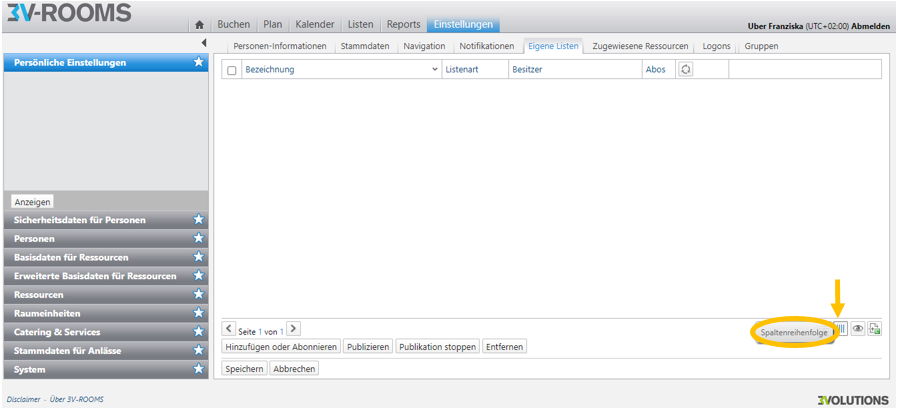 3V-ROOMS
Buchen Plan Kalender Listen Reports Einstellungen
Uber Franziska (UTC+02:00) Abmelden
Personen-Informationen Stammdaten Navigation Notifikationen Eigene Listen Zugewiesene Ressourcen Logons Gruppen
Persönliche Einstellungen
Bezeichnung Listenart Besitzer Abos
Anzeigen
Sicherheitsdaten für Personen
Personen
Basisdaten für Ressourcen
Erweiterte Basisdaten für Ressourcen
Ressourcen
Raumeinheiten
Catering & Services
Stammdaten für Anlässe
System
Seite 1 von 1
Spaltenreihenfolge
Hinzufügen oder Abonnieren Publizieren Publikation stoppen Entfernen
Speichern Abbrechen
Disclaimer - Über 3V-ROOMS
3VOLUTIONS